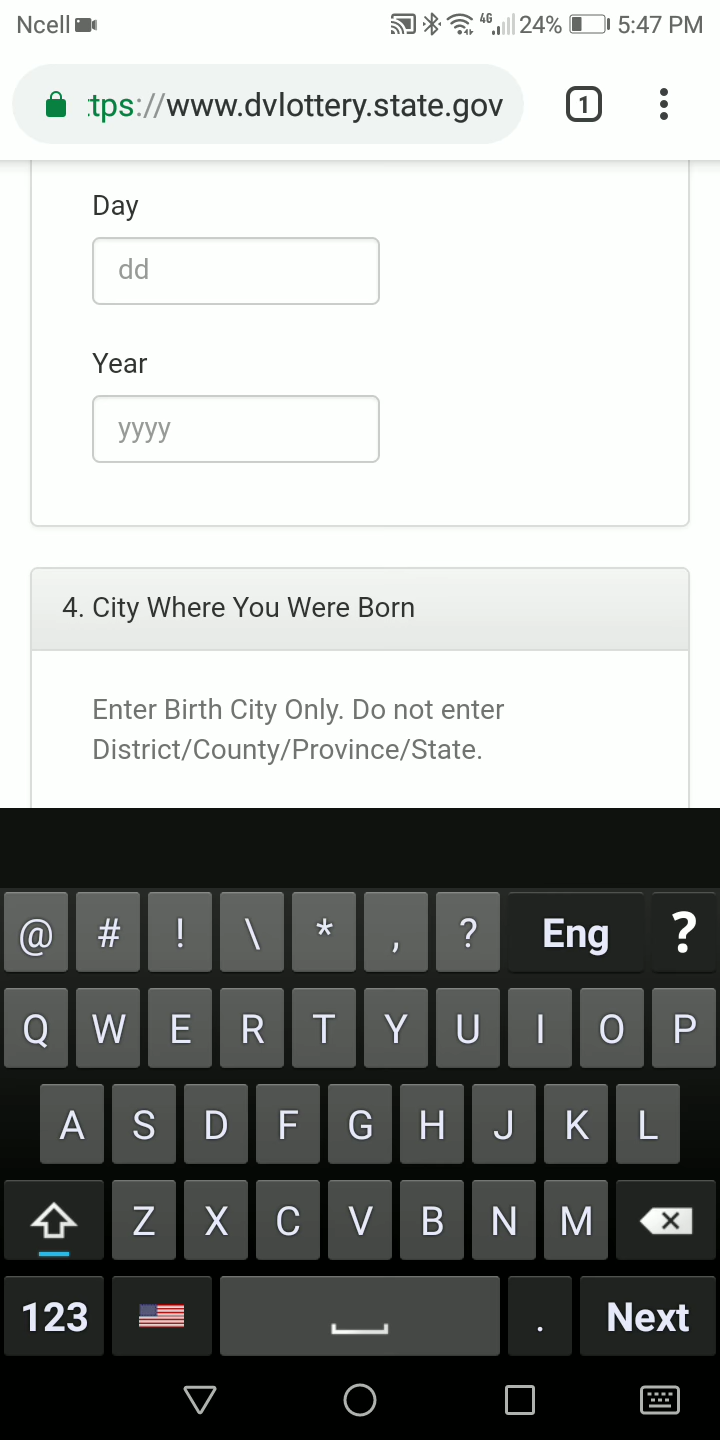 Ncell 4G 24% 5:47 PM
tps://www.dvlottery.state.gov 1
Day
dd
Year
yyyy
4. City Where You Were Born
Enter Birth City Only. Do not enter
District/County/Province/State.
@ # ! \ * , ? Eng ?
Q W E R T Y U I O P
A S D F G H J K L
Z X C V B N M
123 . Next